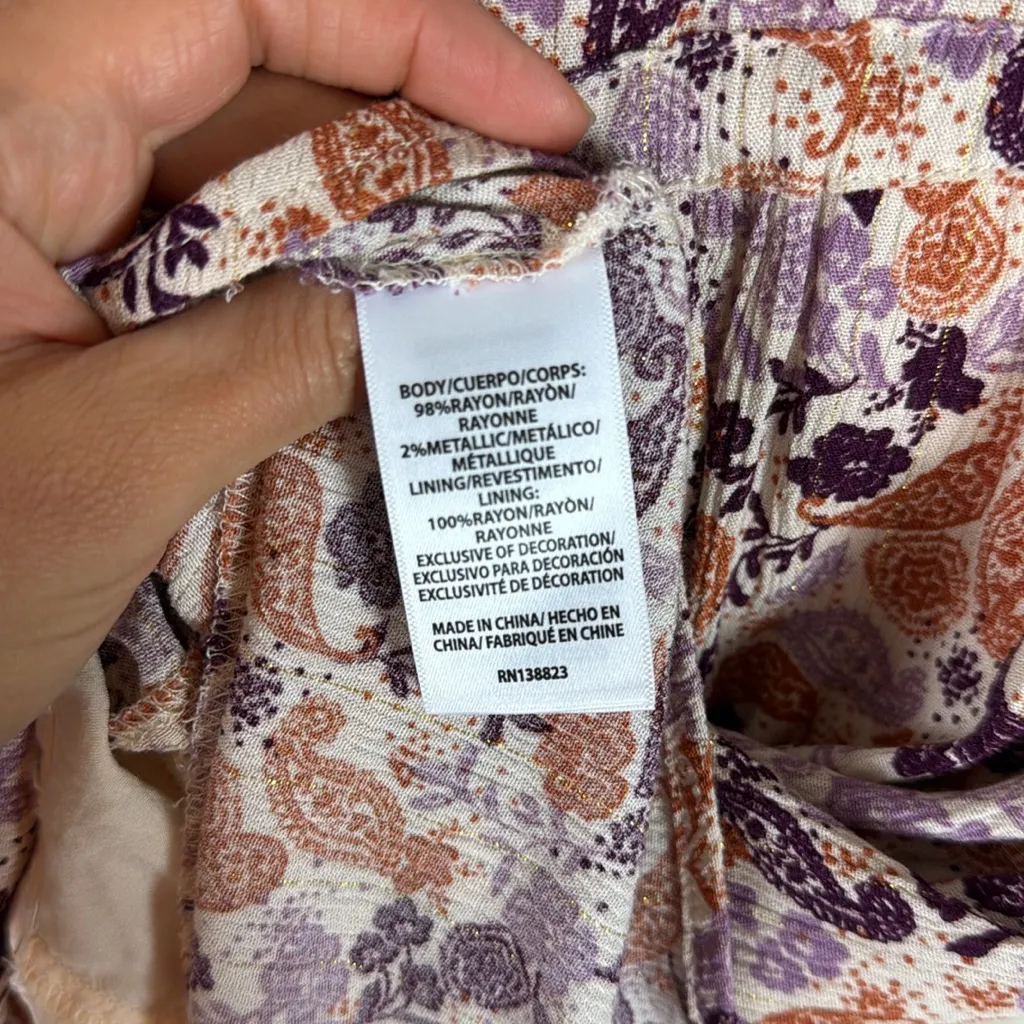 BODY/CUERPO/CORPS:
98%RAYON/RAYÒN/
RAYONNE
2%METALLIC/METÁLICO/
MÉTALLIQUE
LINING/REVESTIMENTO/
LINING:
100%RAYON/RAYÒN/
RAYONNE
EXCLUSIVE OF DECORATION/
EXCLUSIVO PARA DECORACIÓN
EXCLUSIVITÉ DE DÉCORATION
MADE IN CHINA/ HECHO EN
CHINA/ FABRIQUÉ EN CHINE
RN138823